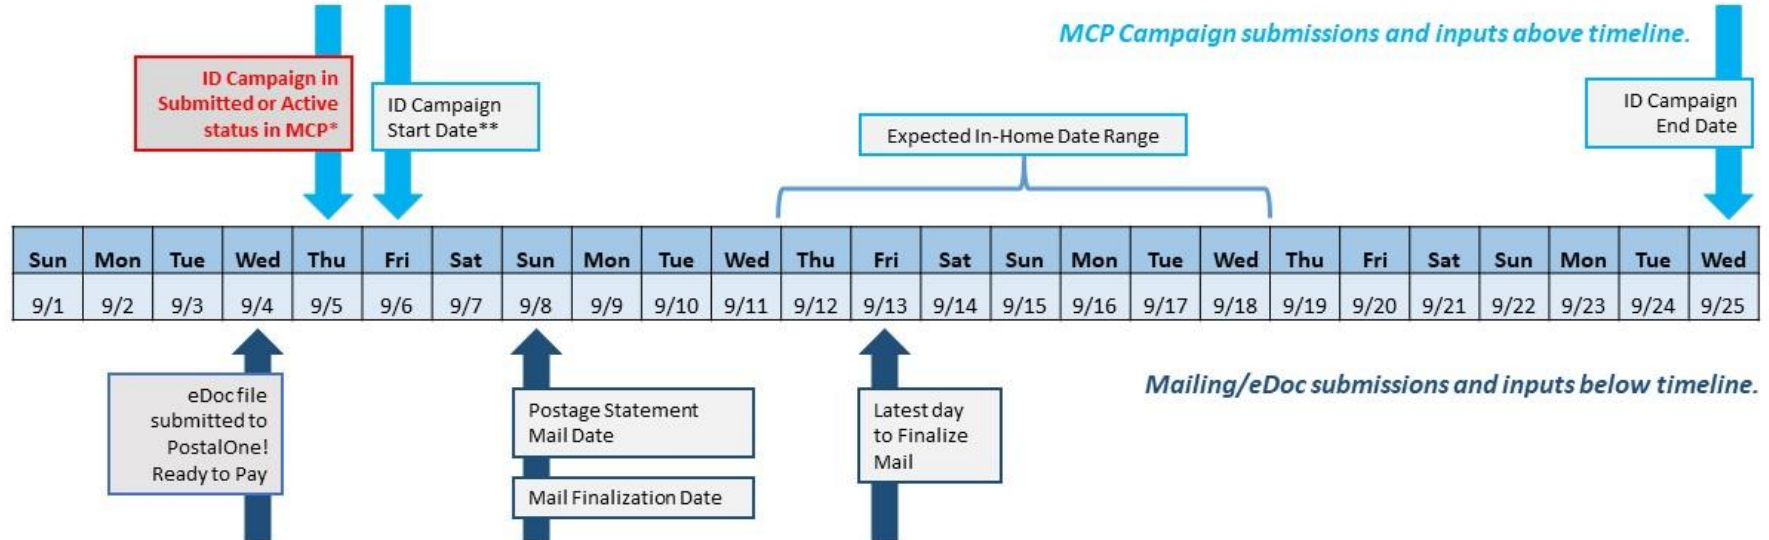 MCP Campaign submissions and inputs above timeline.
ID Campaign in
Submitted or Active
status in MCP*
ID Campaign
Start Date**
Expected In-Home Date Range
ID Campaign
End Date
Sun Mon Tue Wed Thu Fri Sat Sun Mon Tue Wed Thu Fri Sat Sun Mon Tue Wed Thu Fri Sat Sun Mon Tue Wed
9/1 9/2 9/3 9/4 9/5 9/6 9/7 9/8 9/9 9/10 9/11 9/12 9/13 9/14 9/15 9/16 9/17 9/18 9/19 9/20 9/21 9/22 9/23 9/24 9/25
Mailing/eDoc submissions and inputs below timeline.
eDoc file
submitted to
PostalOne!
Ready to Pay
Postage Statement
Mail Date
Mail Finalization Date
Latest day
to Finalize
Mail